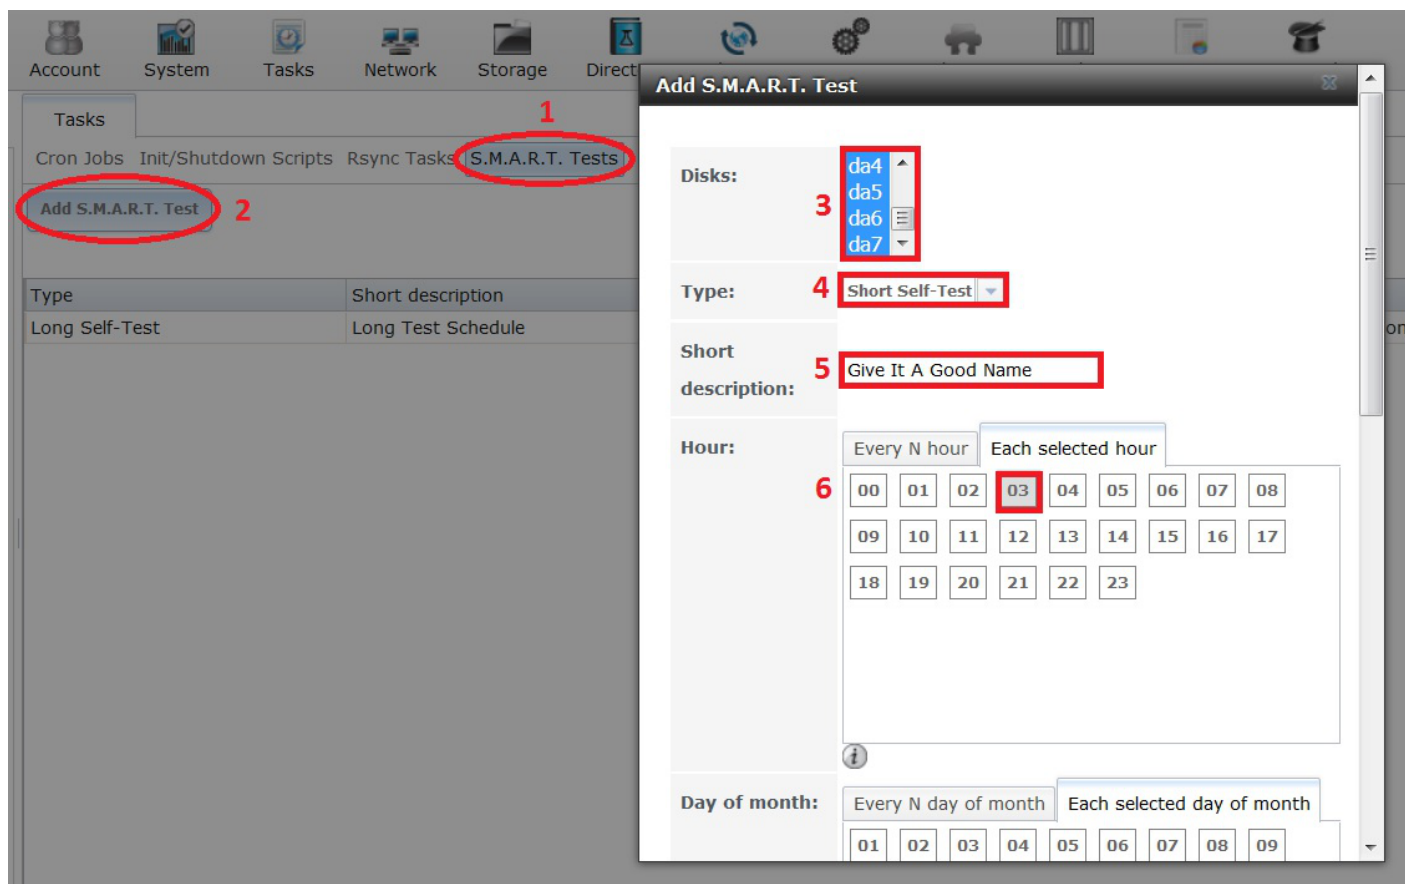 Account System Tasks Network Storage Direct
Add S.M.A.R.T. Test
Tasks
1
Cron Jobs Init/Shutdown Scripts Rsync Tasks S.M.A.R.T. Tests
Add S.M.A.R.T. Test 2
Type Short description
Long Self-Test Long Test Schedule
on
Disks:
3
da4
da5
da6
da7
Type: 4 Short Self-Test
Short
description:
5 Give It A Good Name
Hour: Every N hour Each selected hour
6 00 01 02 03 04 05 06 07 08
09 10 11 12 13 14 15 16 17
18 19 20 21 22 23
i
Day of month: Every N day of month Each selected day of month
01 02 03 04 05 06 07 08 09